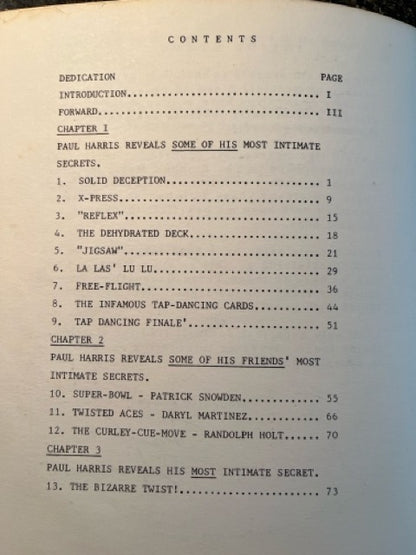 CONTENTS
DEDICATION PAGE
INTRODUCTION................................ I
FORWARD..................................... III
CHAPTER I
PAUL HARRIS REVEALS SOME OF HIS MOST INTIMATE
SECRETS.
1. SOLID DECEPTION.......................... 1
2. X-PRESS.................................. 9
3. "REFLEX"................................. 15
4. THE DEHYDRATED DECK...................... 18
5. "JIGSAW"................................. 21
6. LA LAS' LU LU............................ 29
7. FREE-FLIGHT.............................. 36
8. THE INFAMOUS TAP-DANCING CARDS........... 44
9. TAP DANCING FINALE'...................... 51
CHAPTER 2
PAUL HARRIS REVEALS SOME OF HIS FRIENDS' MOST
INTIMATE SECRETS.
10. SUPER-BOWL - PATRICK SNOWDEN............ 55
11. TWISTED ACES - DARYL MARTINEZ........... 66
12. THE CURLEY-CUE-MOVE - RANDOLPH HOLT...... 70
CHAPTER 3
PAUL HARRIS REVEALS HIS MOST INTIMATE SECRET.
13. THE BIZARRE TWIST!...................... 73